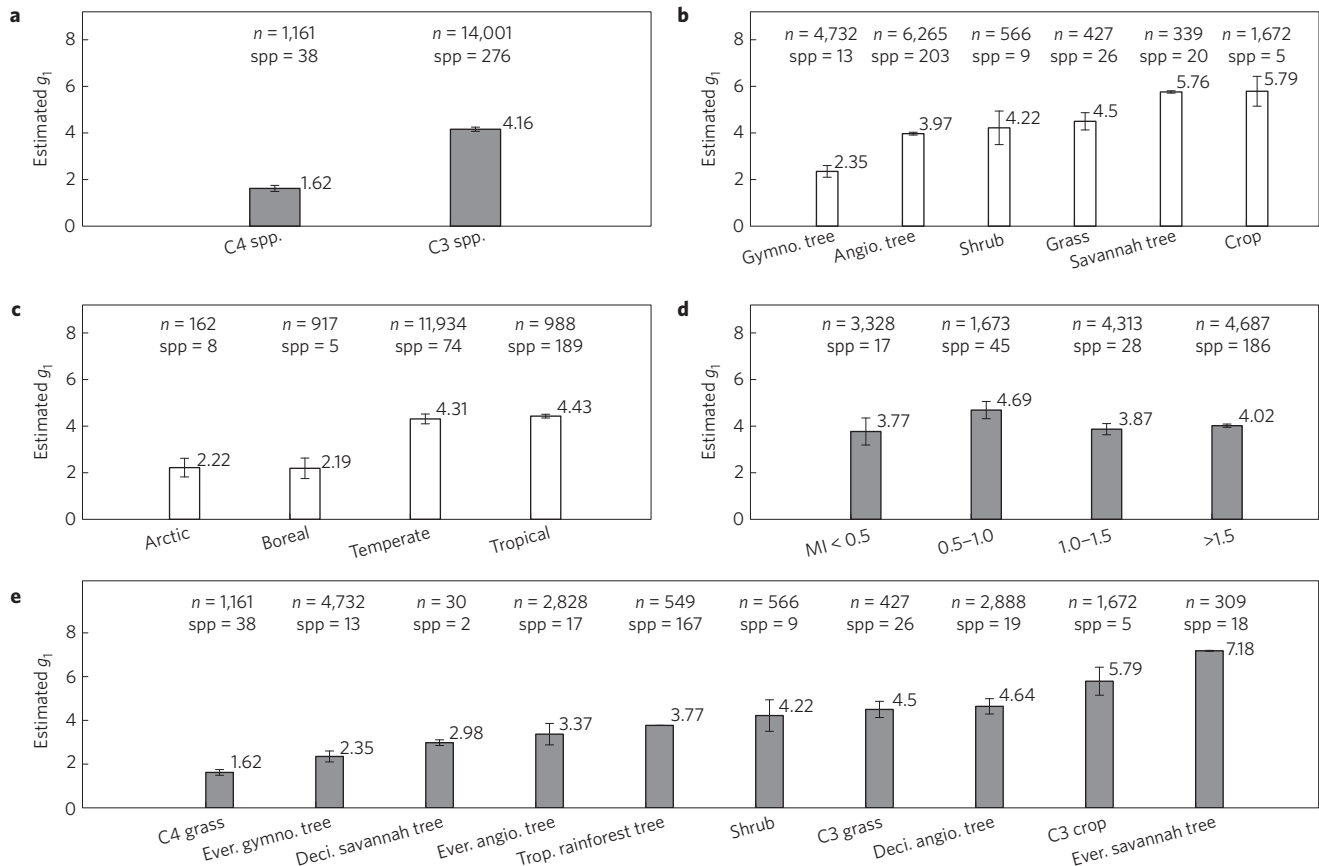 a
n = 1,161
spp = 38
n = 14,001
spp = 276
8
6
4
2
0
Estimated g1
1.62
4.16
C4 spp.
C3 spp.
b
n = 4,732
spp = 13
n = 6,265
spp = 203
n = 566
spp = 9
n = 427
spp = 26
n = 339
spp = 20
n = 1,672
spp = 5
8
6
4
2
0
Estimated g1
2.35
3.97
4.22
4.5
5.76
5.79
Gymno. tree
Angio. tree
Shrub
Grass
Savannah tree
Crop
c
n = 162
spp = 8
n = 917
spp = 5
n = 11,934
spp = 74
n = 988
spp = 189
8
6
4
2
0
Estimated g1
2.22
2.19
4.31
4.43
Arctic
Boreal
Temperate
Tropical
d
n = 3,328
spp = 17
n = 1,673
spp = 45
n = 4,313
spp = 28
n = 4,687
spp = 186
8
6
4
2
0
Estimated g1
3.77
4.69
3.87
4.02
MI < 0.5
0.5–1.0
1.0–1.5
>1.5
e
n = 1,161
spp = 38
n = 4,732
spp = 13
n = 30
spp = 2
n = 2,828
spp = 17
n = 549
spp = 167
n = 566
spp = 9
n = 427
spp = 26
n = 2,888
spp = 19
n = 1,672
spp = 5
n = 309
spp = 18
8
6
4
2
0
Estimated g1
1.62
2.35
2.98
3.37
3.77
4.22
4.5
4.64
5.79
7.18
C4 grass
Ever. gymno. tree
Deci. savannah tree
Ever. angio. tree
Trop. rainforest tree
Shrub
C3 grass
Deci. angio. tree
C3 crop
Ever. savannah tree